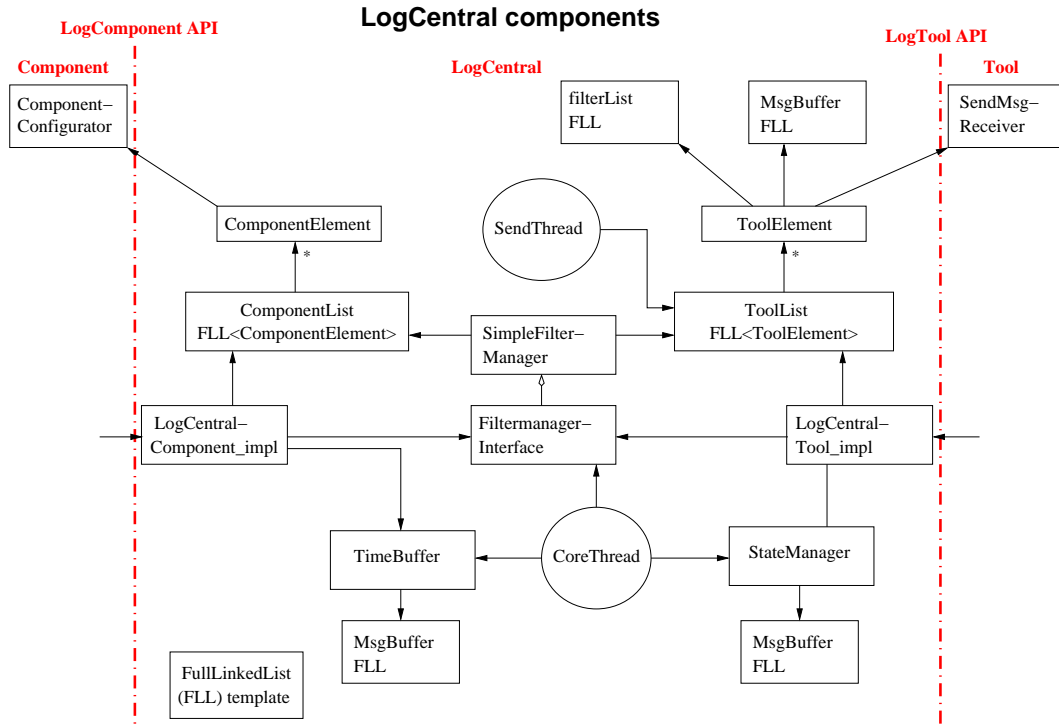 LogCentral components
LogComponent API
LogTool API
Component
LogCentral
Tool
Component–
Configurator
filterList
FLL
MsgBuffer
FLL
SendMsg–
Receiver
ComponentElement
SendThread
ToolElement
*
*
ComponentList
FLL<ComponentElement>
SimpleFilter–
Manager
ToolList
FLL<ToolElement>
LogCentral–
Component_impl
Filtermanager–
Interface
LogCentral–
Tool_impl
TimeBuffer
CoreThread
StateManager
MsgBuffer
FLL
MsgBuffer
FLL
FullLinkedList
(FLL) template